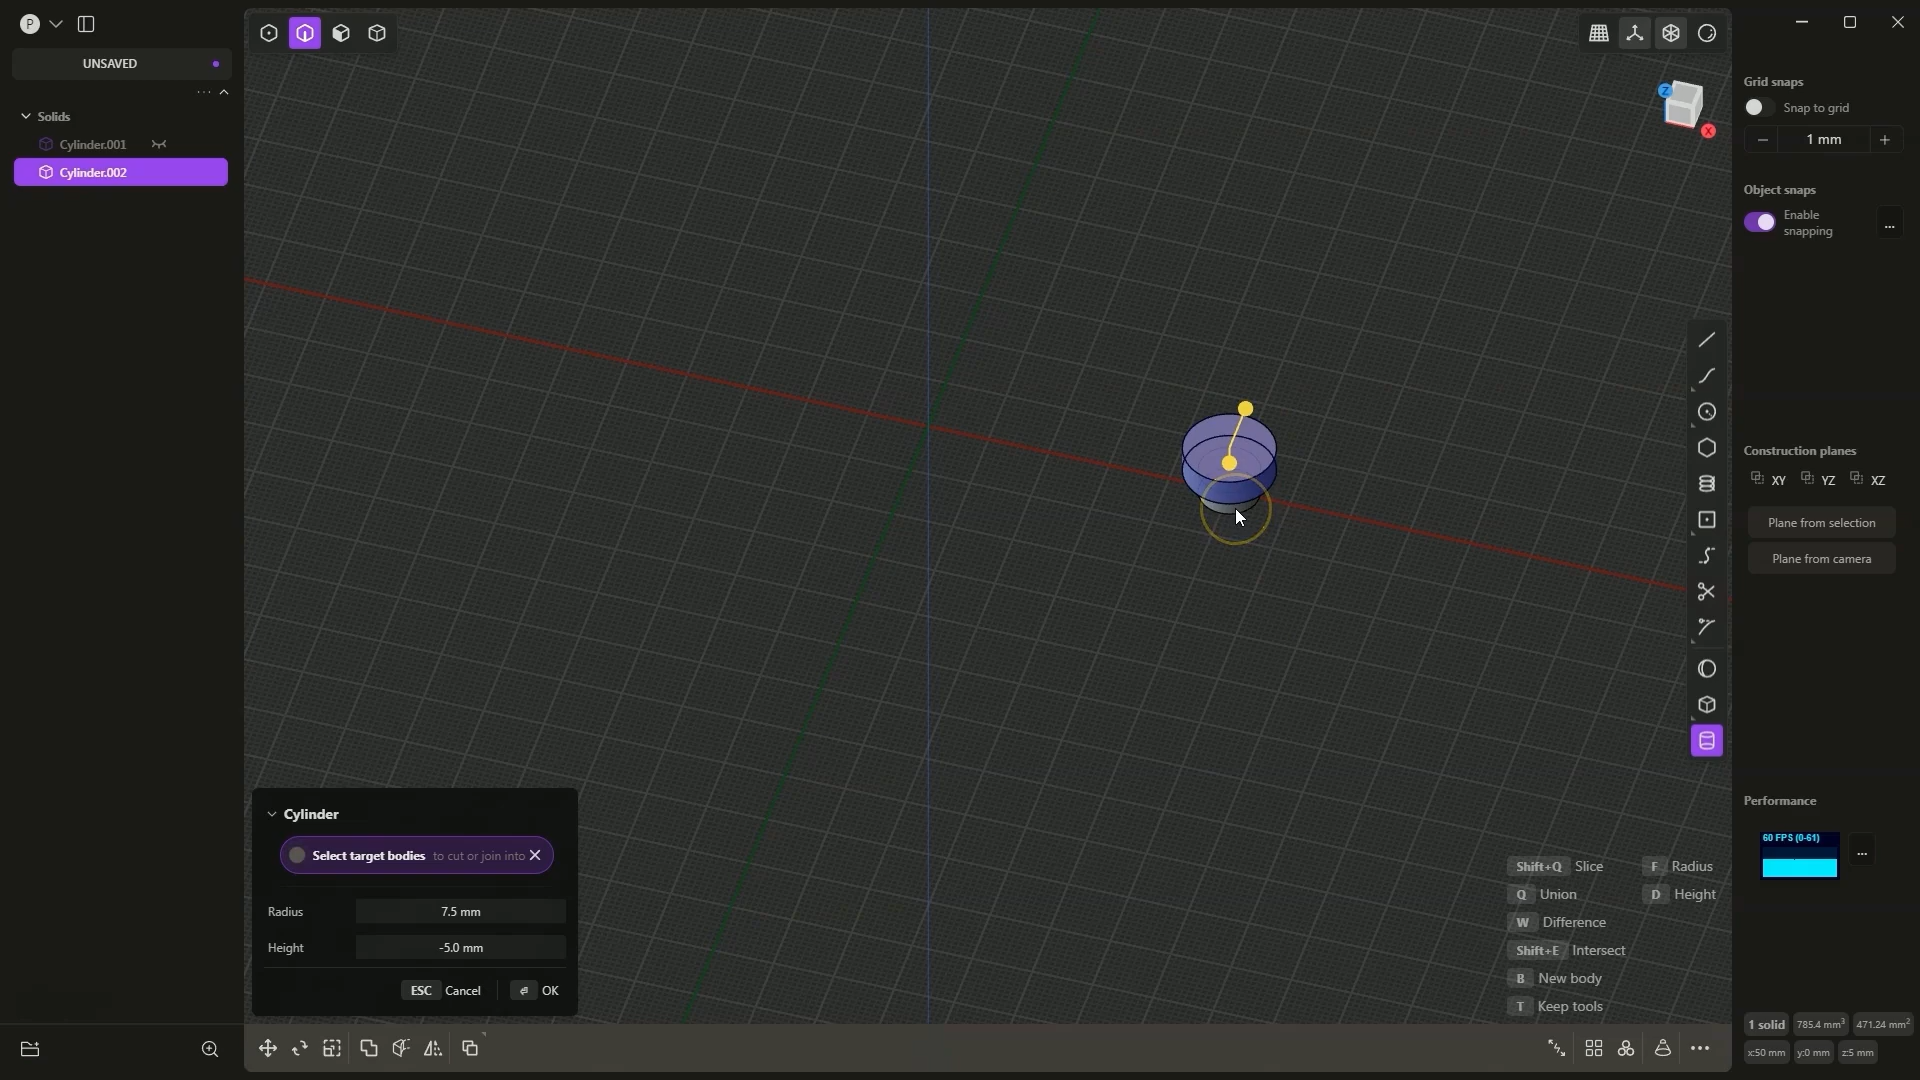 P
UNSAVED
Solids
Cylinder.001
Cylinder.002
Z
X
Grid snaps
Snap to grid
1 mm
Object snaps
Enable
snapping
...
Construction planes
XY
YZ
XZ
Plane from selection
Plane from camera
Performance
60 FPS (0-61)
...
Cylinder
Select target bodies to cut or join into
Radius 7.5 mm
Height -5.0 mm
ESC Cancel
OK
Shift+Q Slice
F Radius
Q Union
D Height
W Difference
Shift+E Intersect
B New body
T Keep tools
1 solid 785.4 mm³ 471.24 mm²
x:50 mm y:0 mm z:5 mm